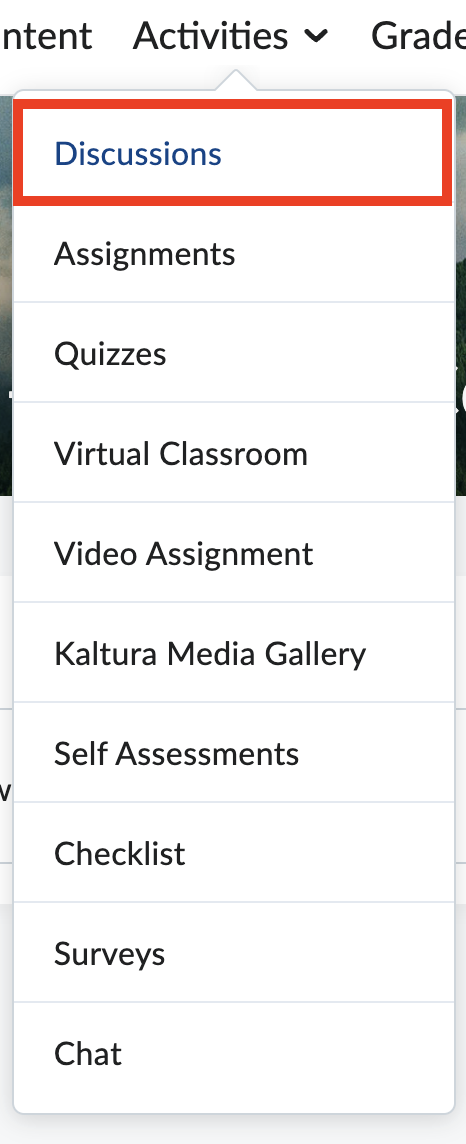 ntent Activities Grade
Discussions
Assignments
Quizzes
Virtual Classroom
Video Assignment
Kaltura Media Gallery
Self Assessments
Checklist
Surveys
Chat